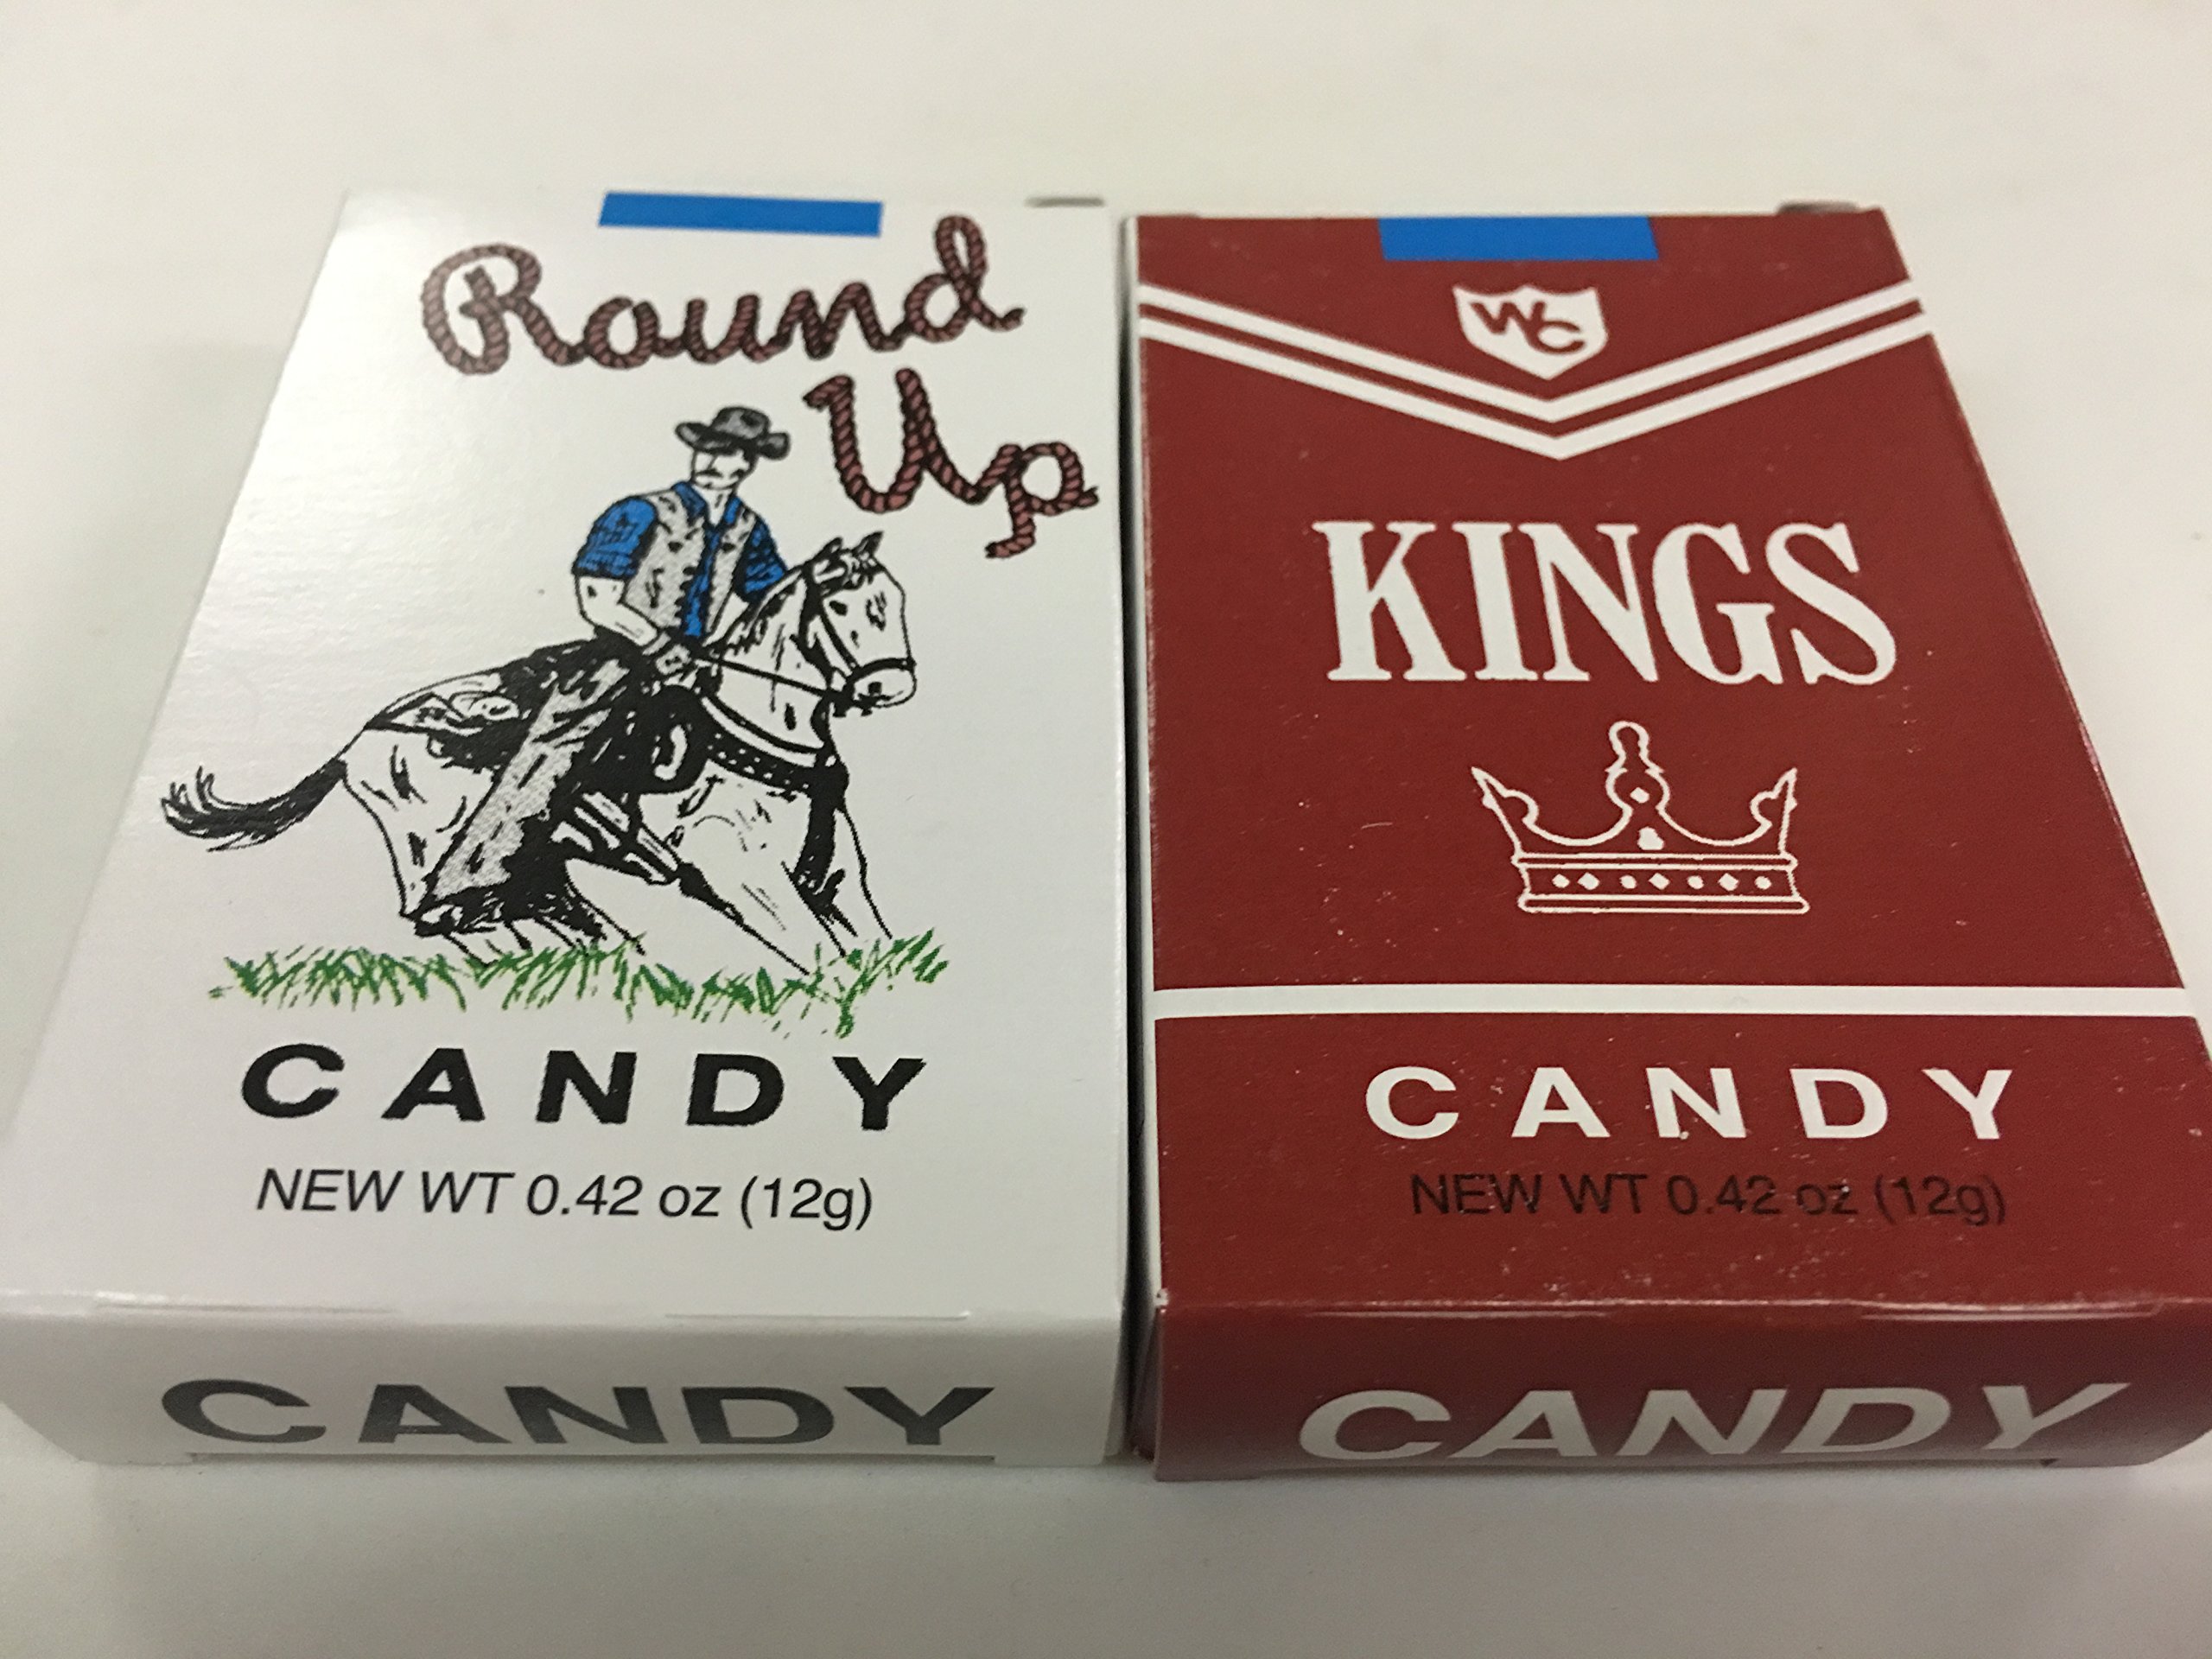 Round
Up
CANDY
NEW WT 0.42 oz (12g)
CANDY
WC
KINGS
CANDY
NEW WT 0.42 oz (12g)
CANDY